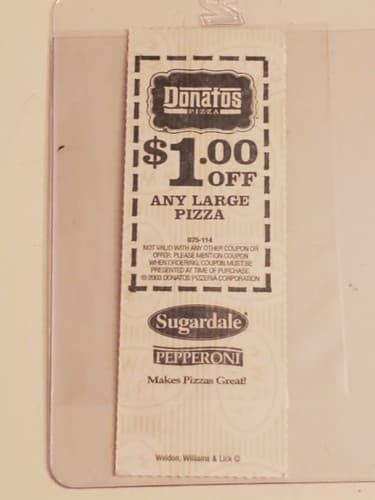 Donatos
PIZZA
$1.00
OFF
ANY LARGE
PIZZA
075-114
NOT VALID WITH ANY OTHER COUPON OR
OFFER. PLEASE MENTION COUPON
WHEN ORDERING. COUPON MUST BE
PRESENTED AT TIME OF PURCHASE.
© 2003 DONATOS PIZZERIA CORPORATION
Sugardale®
PEPPERONI
Makes Pizzas Great!
Weldon, Williams & Lick ©